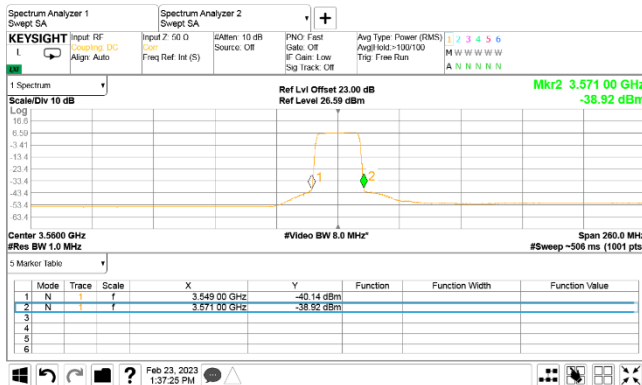 Spectrum Analyzer 1
Swept SA
Spectrum Analyzer 2
Swept SA
KEYSIGHT
Input: RF
Coupling: DC
Align: Auto
Input Z: 50 Ω
Corr
Freq Ref: Int (S)
#Atten: 10 dB
Source: Off
PNO: Fast
Gate: Off
IF Gain: Low
Sig Track: Off
Avg Type: Power (RMS)
Avg|Hold:>100/100
Trig: Free Run
1 2 3 4 5 6
M W W W W W
A N N N N N
1 Spectrum
Scale/Div 10 dB
Ref Lvl Offset 23.00 dB
Ref Level 26.59 dBm
Mkr2 3.571 00 GHz
-38.92 dBm
Log
16.6
6.59
-3.41
-13.4
-23.4
-33.4
-43.4
-53.4
-63.4
1
2
Center 3.5600 GHz
#Res BW 1.0 MHz
#Video BW 8.0 MHz*
Span 260.0 MHz
#Sweep ~506 ms (1001 pts
5 Marker Table
Mode Trace Scale X Y Function Function Width Function Value
1 N 1 f 3.549 00 GHz -40.14 dBm
2 N 1 f 3.571 00 GHz -38.92 dBm
3
4
5
6
?
Feb 23, 2023
1:37:25 PM